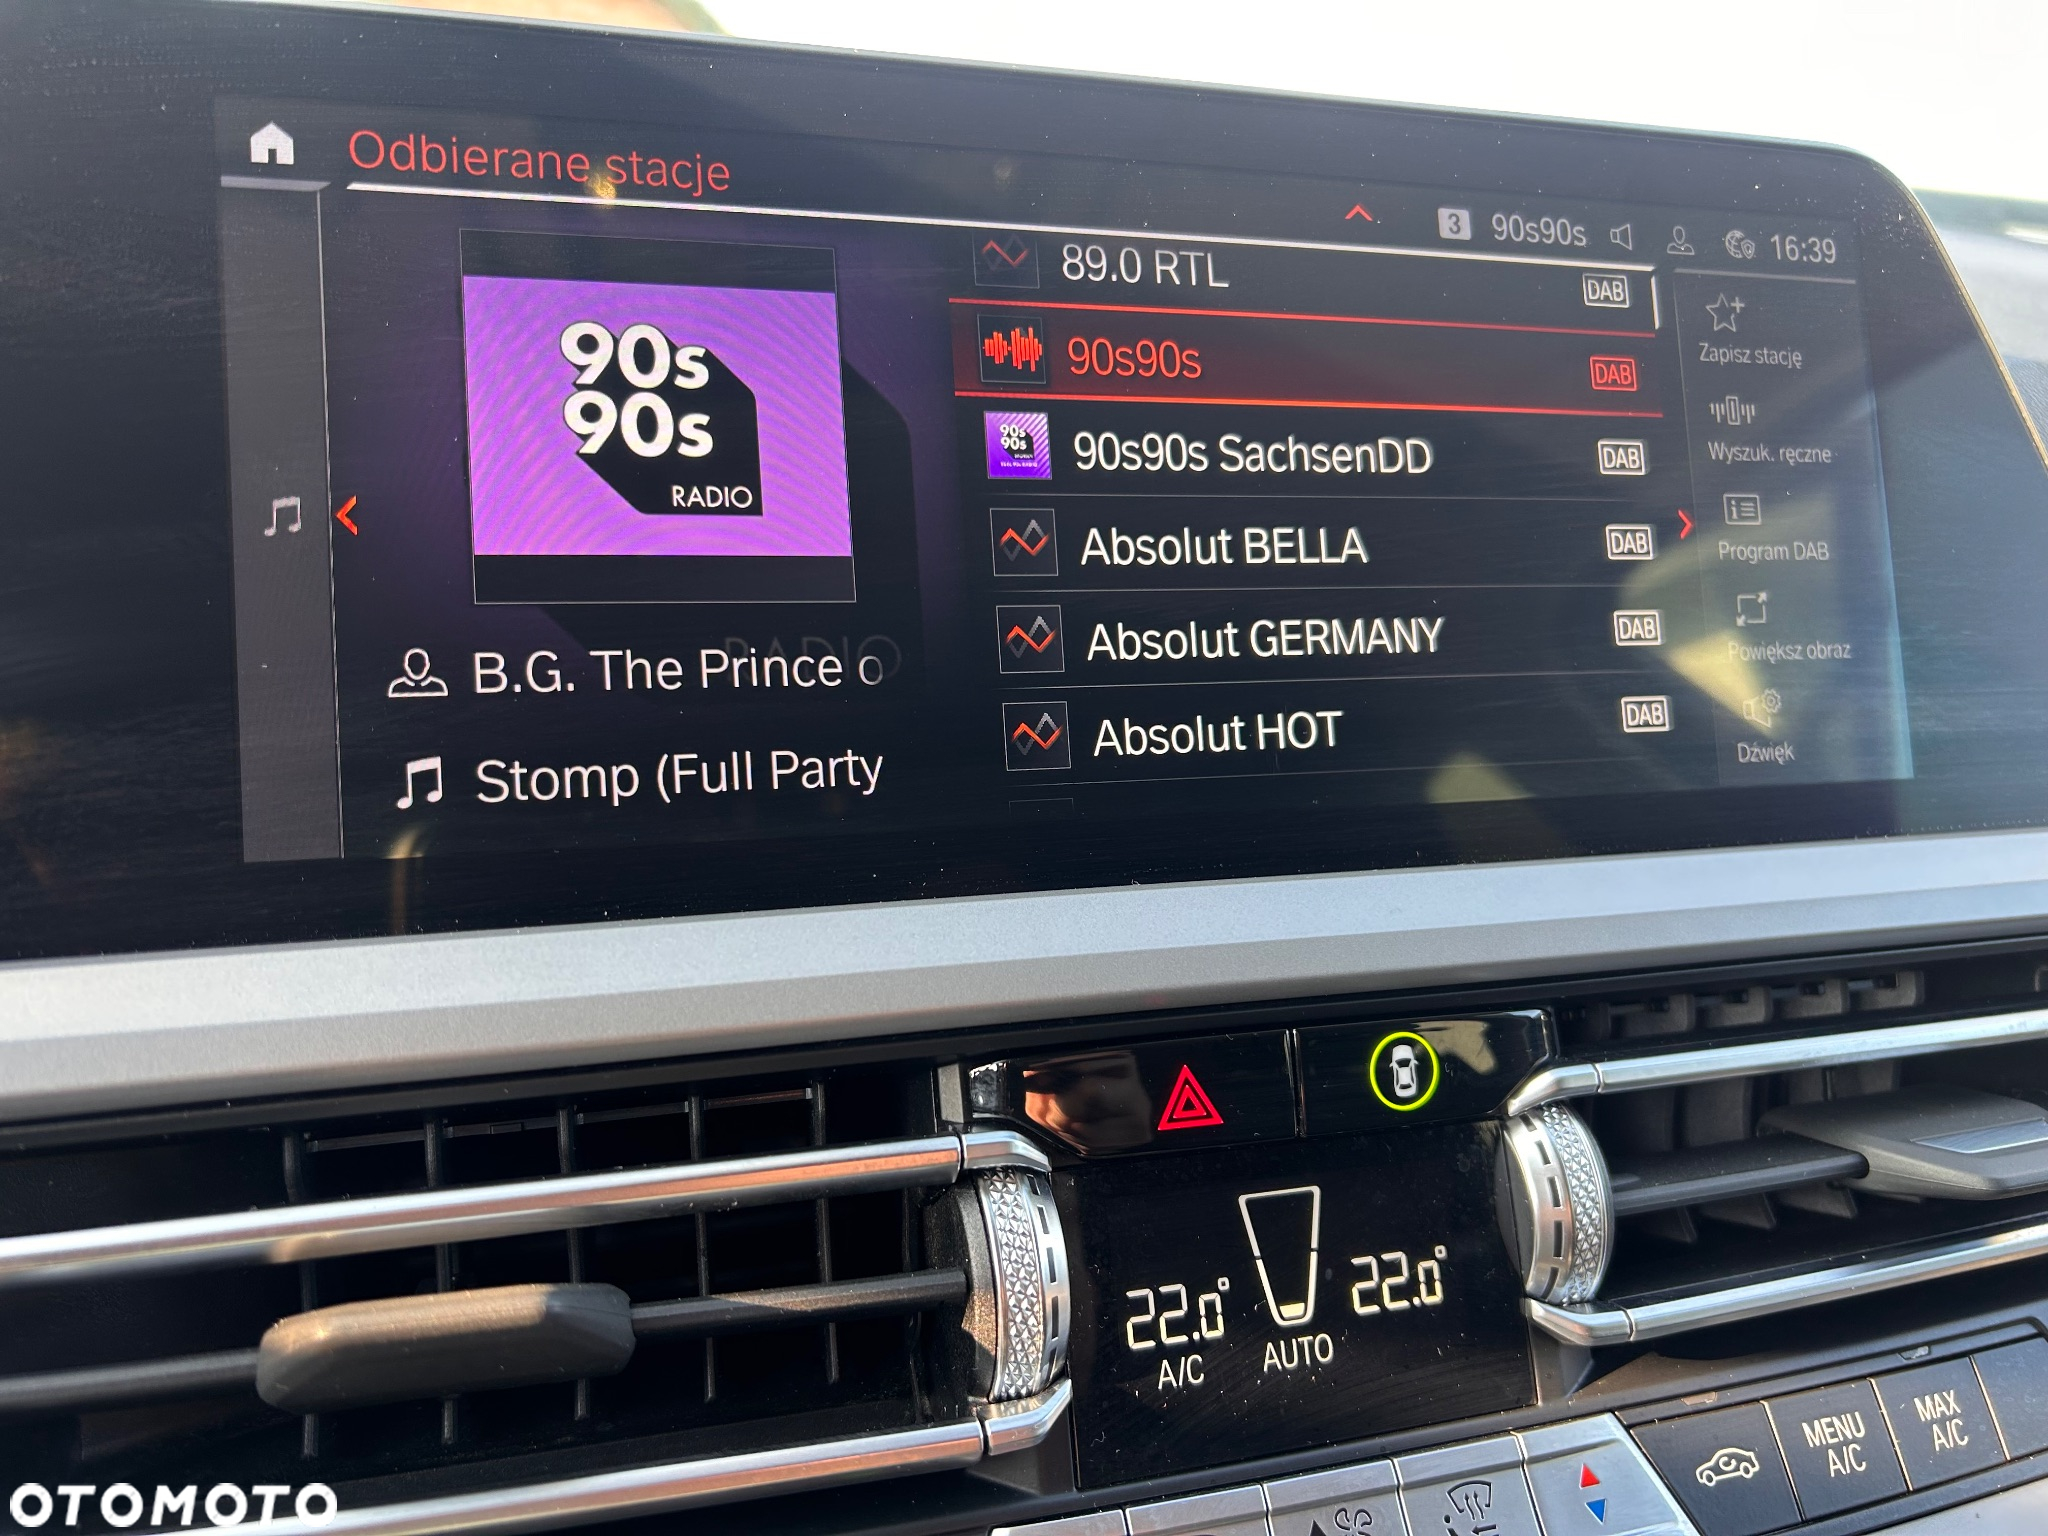 Odbierane stacje
3 90s90s 16:39
90s
90s
RADIO
B.G. The Prince o
Stomp (Full Party
89.0 RTL DAB
90s90s DAB
90s90s SachsenDD DAB
Absolut BELLA DAB
Absolut GERMANY DAB
Absolut HOT DAB
Zapisz stację
Wyszuk. ręczne
Program DAB
Powiększ obraz
Dźwięk
22.0° 22.0°
A/C AUTO
MENU
A/C
MAX
A/C
OTOMOTO